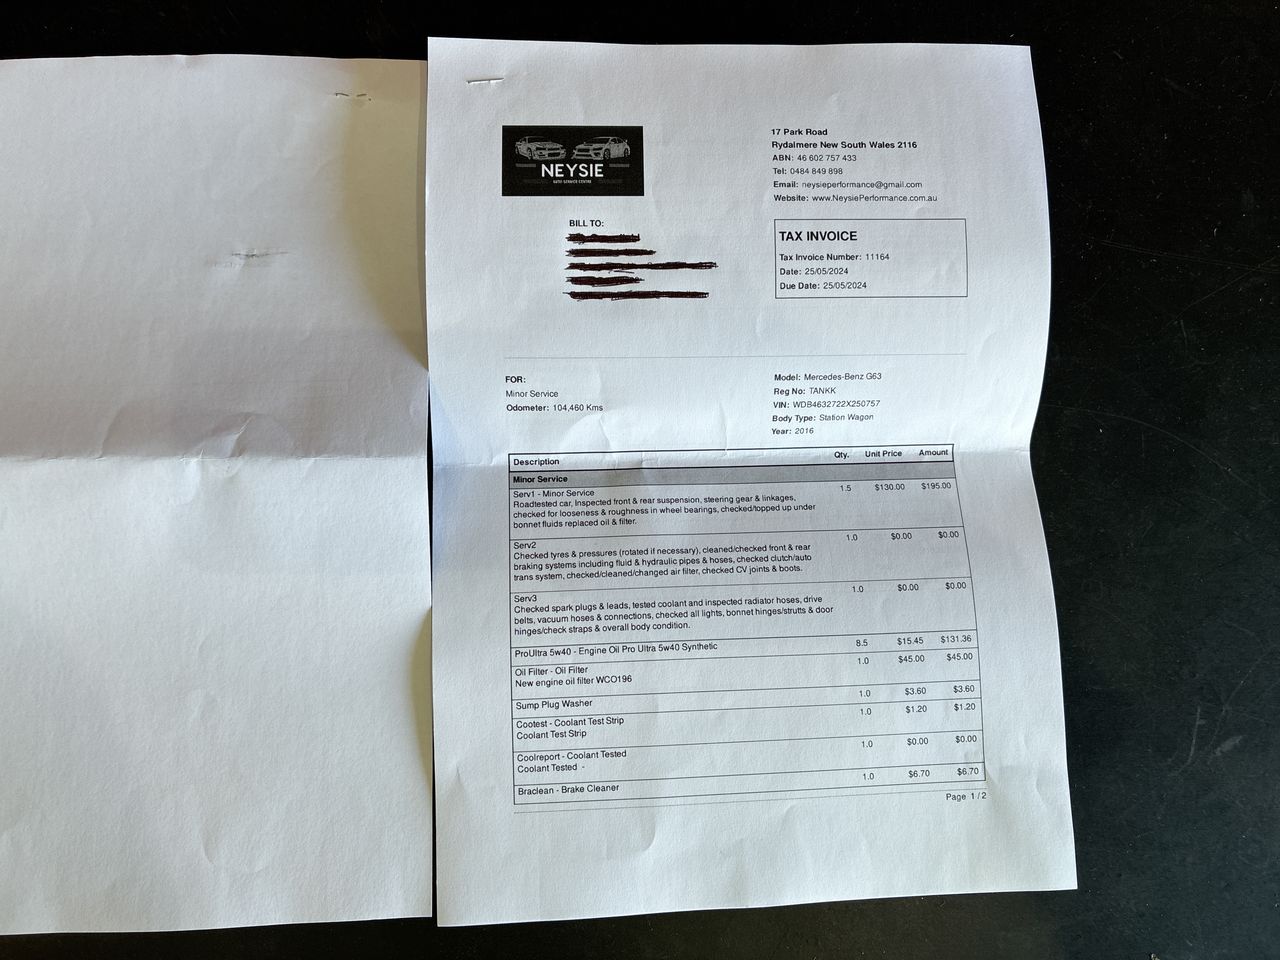 NEYSIE
AUTO SERVICE CENTRE
17 Park Road
Rydalmere New South Wales 2116
ABN: 46 602 757 433
Tel: 0484 849 898
Email: neysieperformance@gmail.com
Website: www.NeysiePerformance.com.au
BILL TO:
TAX INVOICE
Tax Invoice Number: 11164
Date: 25/05/2024
Due Date: 25/05/2024
FOR:
Minor Service
Odometer: 104,460 Kms
Model: Mercedes-Benz G63
Reg No: TANKK
VIN: WDB4632722X250757
Body Type: Station Wagon
Year: 2016
Description Qty. Unit Price Amount
Minor Service
Serv1 - Minor Service 1.5 $130.00 $195.00
Roadtested car, Inspected front & rear suspension, steering gear & linkages,
checked for looseness & roughness in wheel bearings, checked/topped up under
bonnet fluids replaced oil & filter.
Serv2 1.0 $0.00 $0.00
Checked tyres & pressures (rotated if necessary), cleaned/checked front & rear
braking systems including fluid & hydraulic pipes & hoses, checked clutch/auto
trans system, checked/cleaned/changed air filter, checked CV joints & boots.
Serv3 1.0 $0.00 $0.00
Checked spark plugs & leads, tested coolant and inspected radiator hoses, drive
belts, vacuum hoses & connections, checked all lights, bonnet hinges/strutts & door
hinges/check straps & overall body condition.
ProUltra 5w40 - Engine Oil Pro Ultra 5w40 Synthetic 8.5 $15.45 $131.36
Oil Filter - Oil Filter 1.0 $45.00 $45.00
New engine oil filter WCO196
Sump Plug Washer 1.0 $3.60 $3.60
Cootest - Coolant Test Strip 1.0 $1.20 $1.20
Coolant Test Strip
Coolreport - Coolant Tested 1.0 $0.00 $0.00
Coolant Tested -
Braclean - Brake Cleaner 1.0 $6.70 $6.70
Page 1 / 2